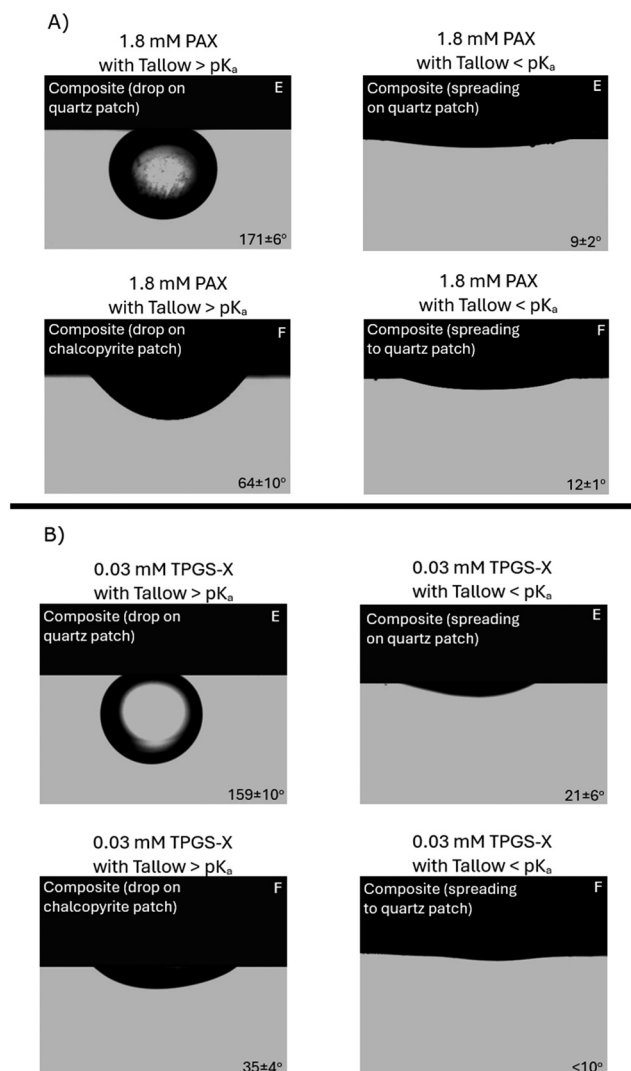 A)
1.8 mM PAX
with Tallow > pKₐ
Composite (drop on
quartz patch)
E
171±6°
1.8 mM PAX
with Tallow < pKₐ
Composite (spreading
on quartz patch)
E
9±2°
1.8 mM PAX
with Tallow > pKₐ
Composite (drop on
chalcopyrite patch)
F
64±10°
1.8 mM PAX
with Tallow < pKₐ
Composite (spreading
to quartz patch)
F
12±1°
B)
0.03 mM TPGS-X
with Tallow > pKₐ
Composite (drop on
quartz patch)
E
159±10°
0.03 mM TPGS-X
with Tallow < pKₐ
Composite (spreading
on quartz patch)
E
21±6°
0.03 mM TPGS-X
with Tallow > pKₐ
Composite (drop on
chalcopyrite patch)
F
35±4°
0.03 mM TPGS-X
with Tallow < pKₐ
Composite (spreading
to quartz patch)
F
<10°